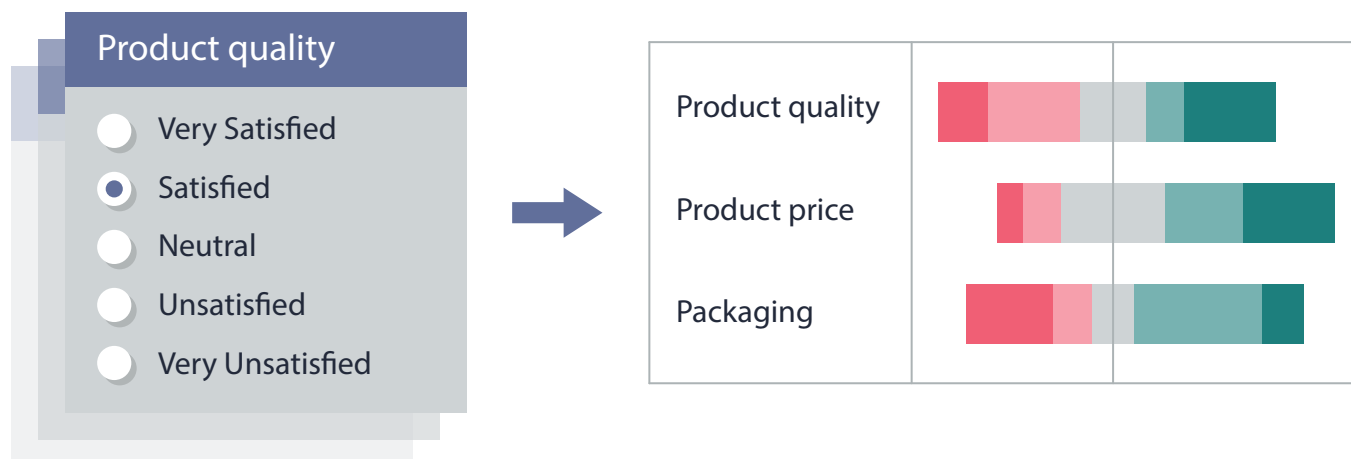 Product quality
Very Satisfied
Satisfied
Neutral
Unsatisfied
Very Unsatisfied
Product quality
Product price
Packaging